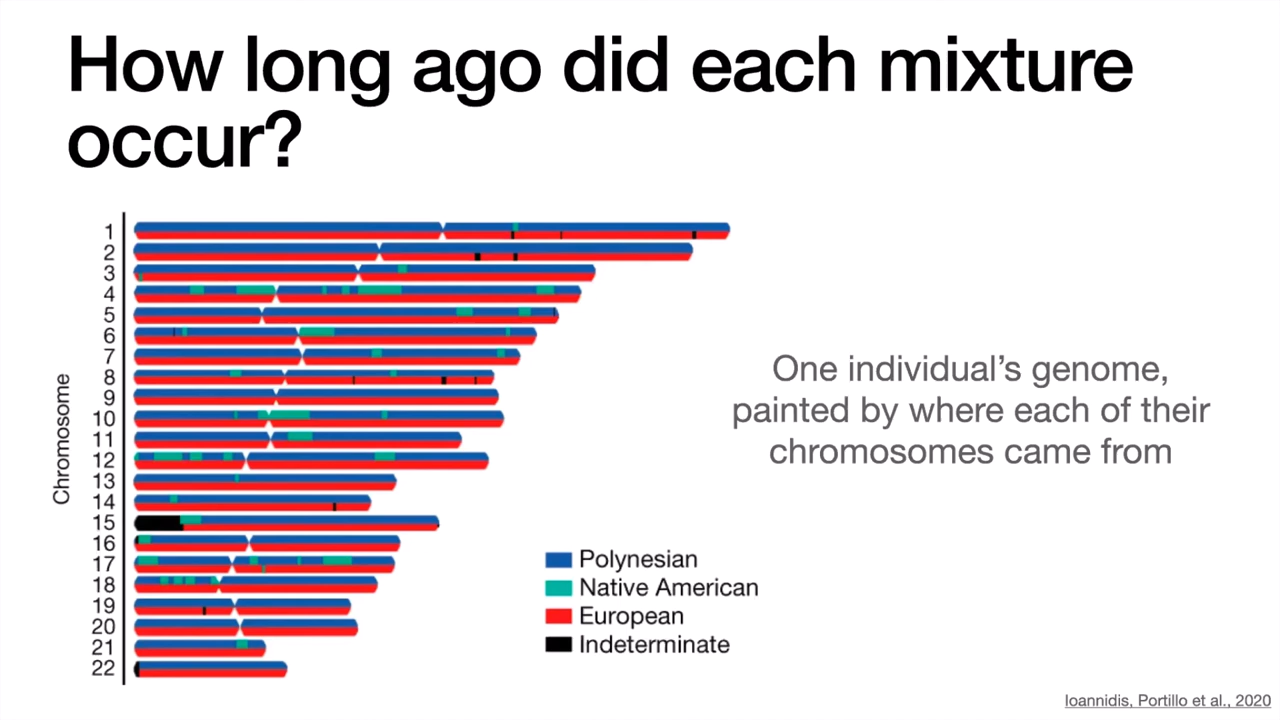 How long ago did each mixture
occur?
Chromosome
1
2
3
4
5
6
7
8
9
10
11
12
13
14
15
16
17
18
19
20
21
22
One individual's genome,
painted by where each of their
chromosomes came from
Polynesian
Native American
European
Indeterminate
Ioannidis, Portillo et al., 2020